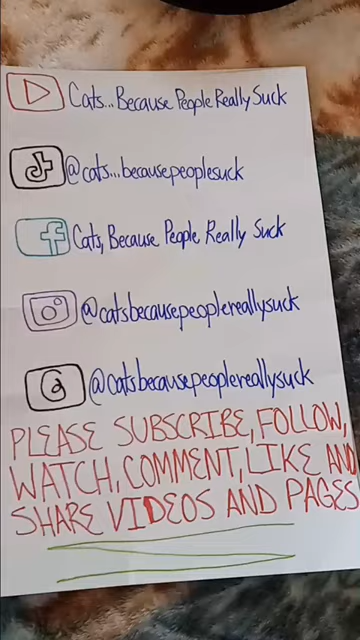 Cats...Because People Really Suck
@cats...becausepeoplesuck
Cats, Because People Really Suck
@catsbecausepeoplereallysuck
@catsbecausepeoplereallysuck
PLEASE SUBSCRIBE, FOLLOW,
WATCH, COMMENT, LIKE AND
SHARE VIDEOS AND PAGES